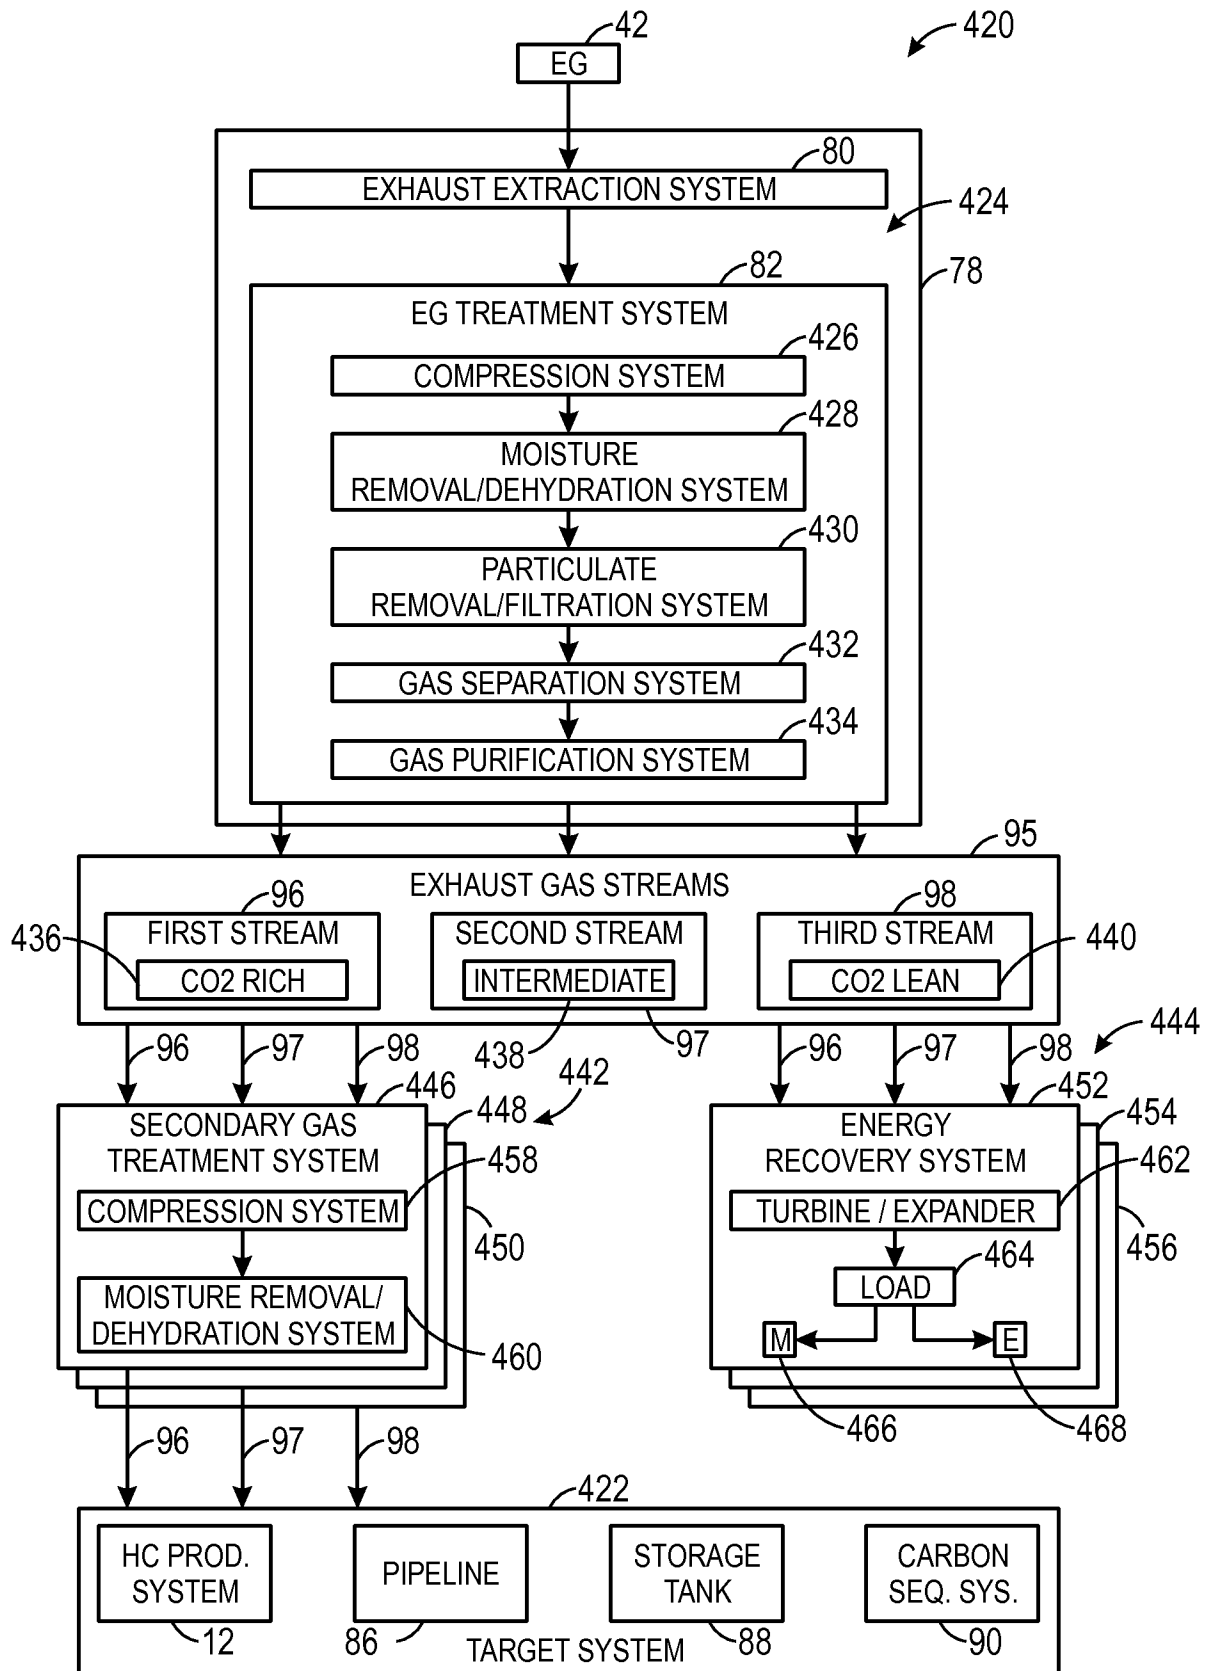 42
420
EG
80
EXHAUST EXTRACTION SYSTEM
424
82
78
EG TREATMENT SYSTEM
426
COMPRESSION SYSTEM
428
MOISTURE
REMOVAL/DEHYDRATION SYSTEM
430
PARTICULATE
REMOVAL/FILTRATION SYSTEM
432
GAS SEPARATION SYSTEM
434
GAS PURIFICATION SYSTEM
95
EXHAUST GAS STREAMS
96
98
436
FIRST STREAM
SECOND STREAM
THIRD STREAM
440
CO2 RICH
INTERMEDIATE
CO2 LEAN
96
97
98
438
97
96
97
98
444
446
442
452
448
454
SECONDARY GAS
TREATMENT SYSTEM
ENERGY
RECOVERY SYSTEM
458
462
COMPRESSION SYSTEM
TURBINE / EXPANDER
450
456
464
LOAD
MOISTURE REMOVAL/
DEHYDRATION SYSTEM
M
E
460
466
468
96
97
98
422
HC PROD.
SYSTEM
PIPELINE
STORAGE
TANK
CARBON
SEQ. SYS.
12
86
88
90
TARGET SYSTEM